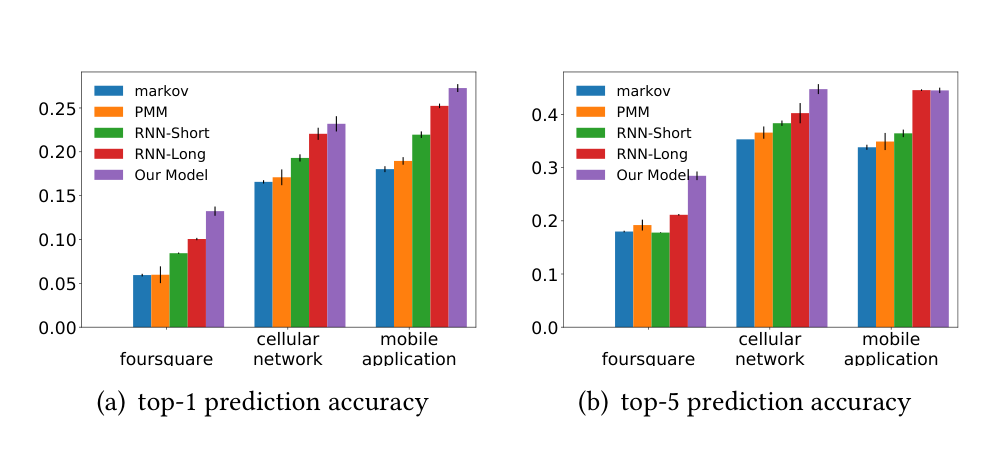 markov
PMM
RNN-Short
RNN-Long
Our Model
0.25
0.20
0.15
0.10
0.05
0.00
foursquare
cellular
network
mobile
application
(a) top-1 prediction accuracy
markov
PMM
RNN-Short
RNN-Long
Our Model
0.4
0.3
0.2
0.1
0.0
foursquare
cellular
network
mobile
application
(b) top-5 prediction accuracy